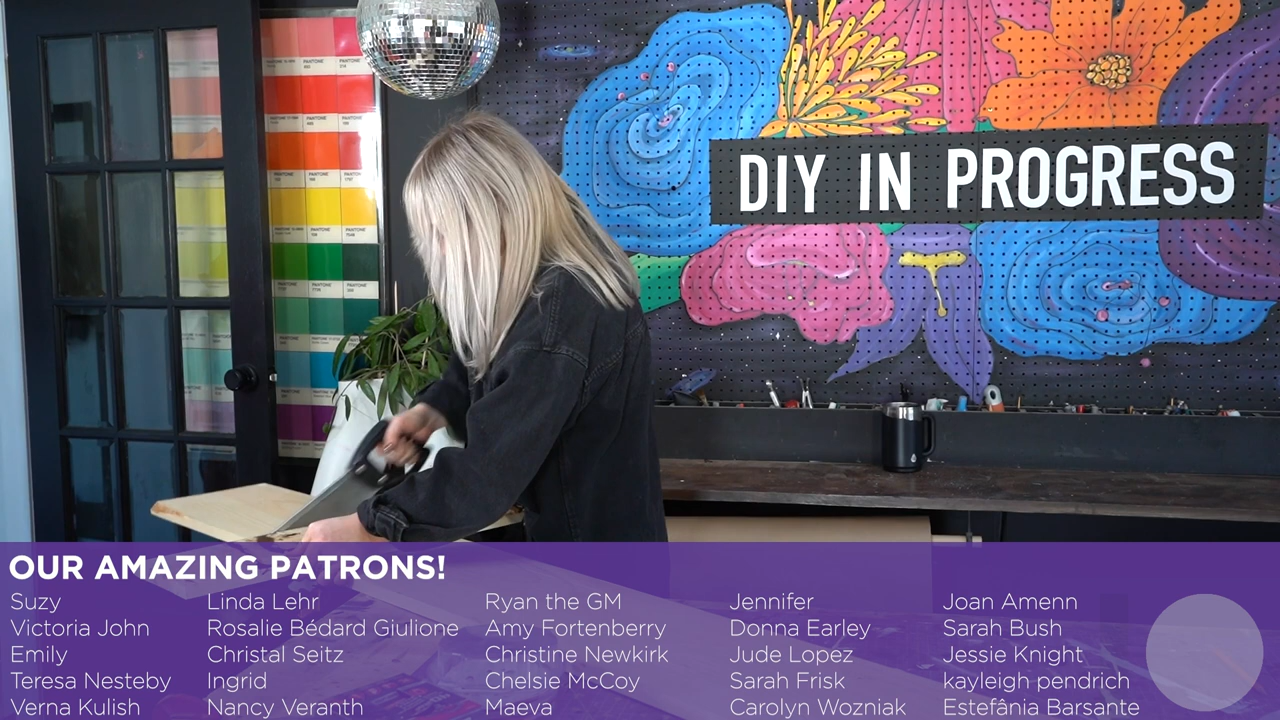 DIY IN PROGRESS
OUR AMAZING PATRONS!
Suzy
Victoria John
Emily
Teresa Nesteby
Verna Kulish
Linda Lehr
Rosalie Bédard Giulione
Christal Seitz
Ingrid
Nancy Veranth
Ryan the GM
Amy Fortenberry
Christine Newkirk
Chelsie McCoy
Maeva
Jennifer
Donna Earley
Jude Lopez
Sarah Frisk
Carolyn Wozniak
Joan Amenn
Sarah Bush
Jessie Knight
kayleigh pendrich
Estefânia Barsante